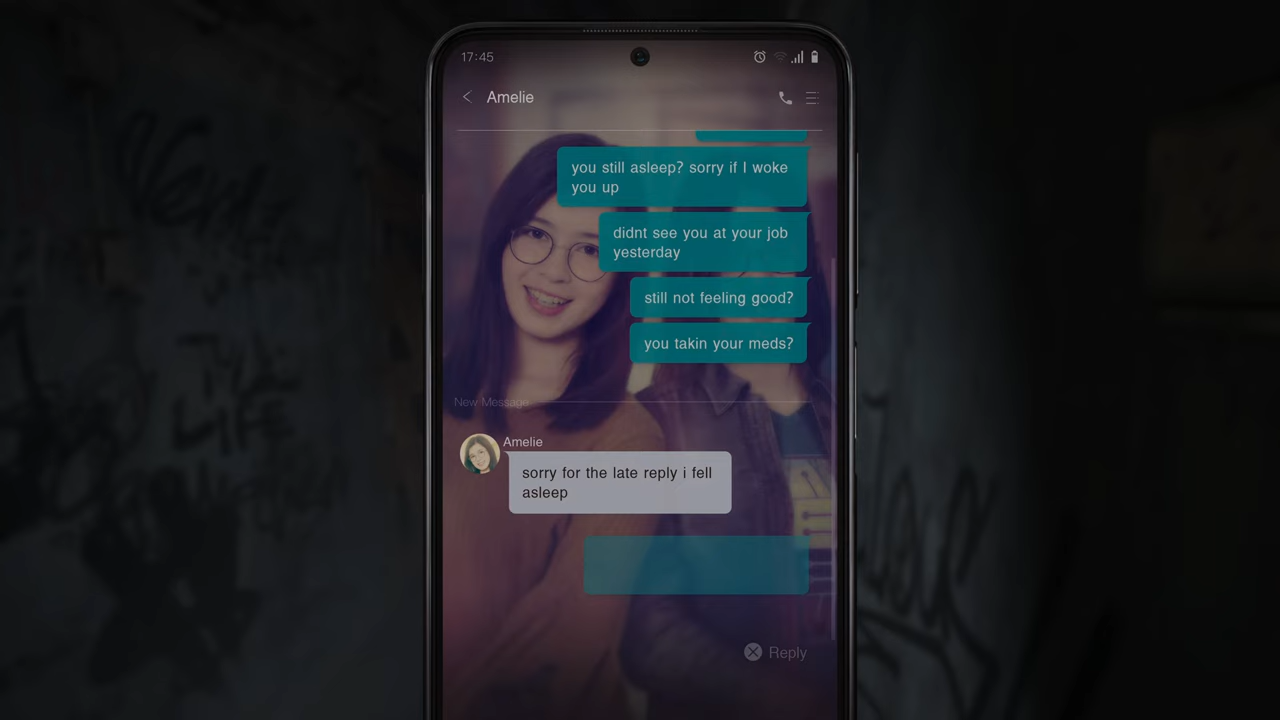 17:45
Amelie
you still asleep? sorry if I woke
you up
didnt see you at your job
yesterday
still not feeling good?
you takin your meds?
New Message
Amelie
sorry for the late reply i fell
asleep
Reply